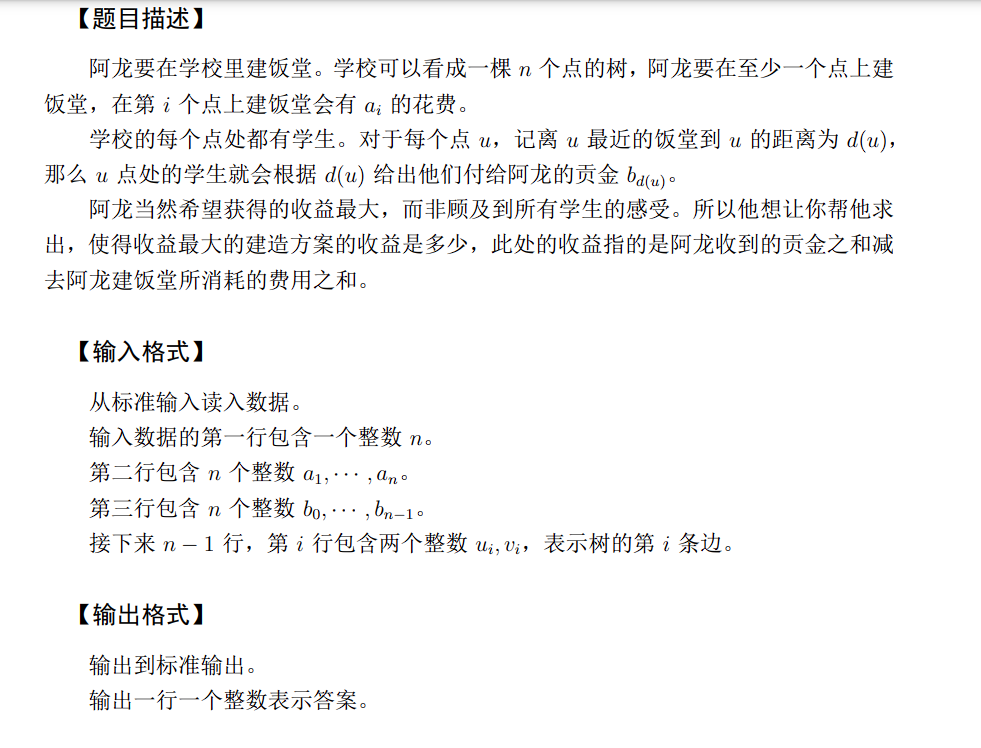 【题目描述】
阿龙要在学校里建饭堂。学校可以看成一棵 n 个点的树，阿龙要在至少一个点上建
饭堂，在第 i 个点上建饭堂会有 a_i 的花费。
学校的每个点处都有学生。对于每个点 u，记离 u 最近的饭堂到 u 的距离为 d(u)，
那么 u 点处的学生就会根据 d(u) 给出他们付给阿龙的贡金 b_{d(u)}。
阿龙当然希望获得的收益最大，而非顾及到所有学生的感受。所以他想让你帮他求
出，使得收益最大的建造方案的收益是多少，此处的收益指的是阿龙收到的贡金之和减
去阿龙建饭堂所消耗的费用之和。
【输入格式】
从标准输入读入数据。
输入数据的第一行包含一个整数 n。
第二行包含 n 个整数 a_1, ⋯ , a_n。
第三行包含 n 个整数 b_0, ⋯ , b_{n−1}。
接下来 n − 1 行，第 i 行包含两个整数 u_i, v_i，表示树的第 i 条边。
【输出格式】
输出到标准输出。
输出一行一个整数表示答案。